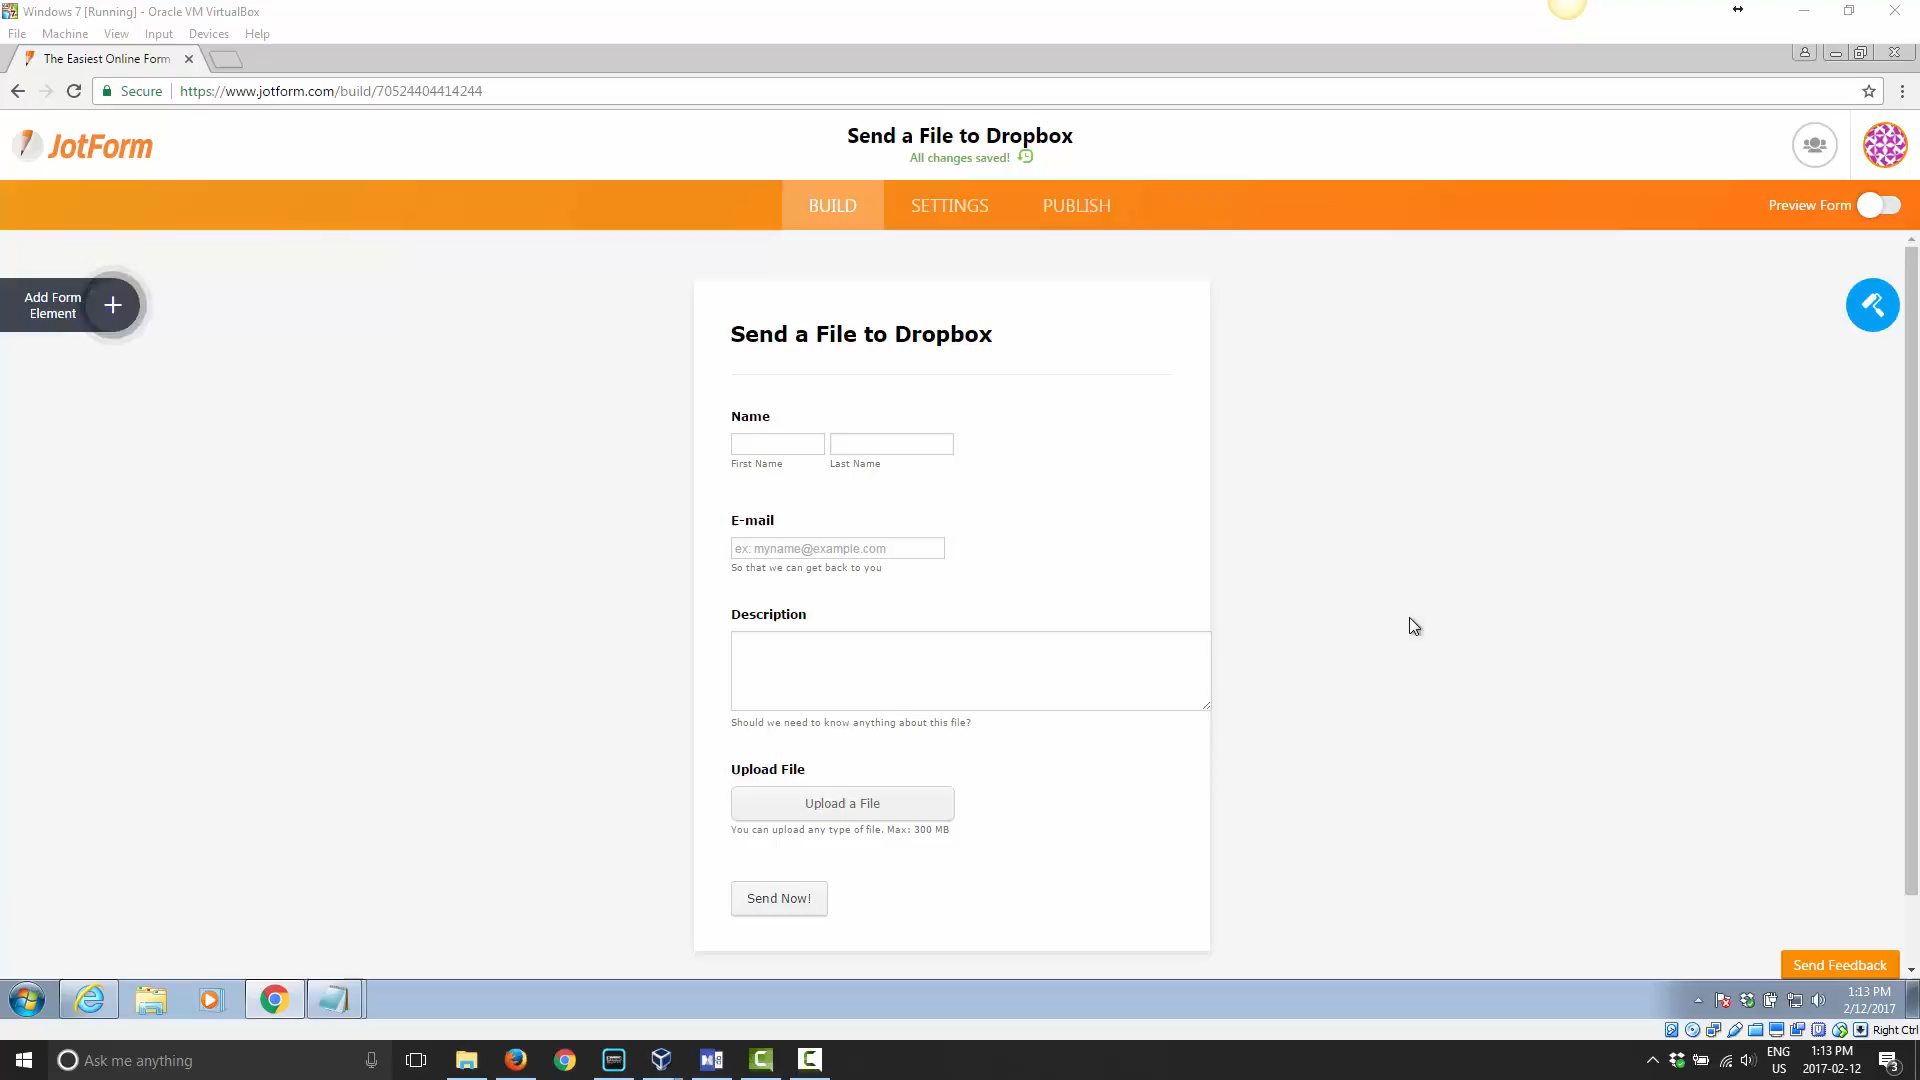 Windows 7 [Running] - Oracle VM VirtualBox
File Machine View Input Devices Help
The Easiest Online Form
Secure https://www.jotform.com/build/70524404414244
JotForm
Send a File to Dropbox
All changes saved!
BUILD SETTINGS PUBLISH
Preview Form
Add Form
Element
Send a File to Dropbox
Name
First Name Last Name
E-mail
ex: myname@example.com
So that we can get back to you
Description
Should we need to know anything about this file?
Upload File
Upload a File
You can upload any type of file. Max: 300 MB
Send Now!
Send Feedback
1:13 PM
2/12/2017
Right Ctrl
Ask me anything
ENG
US
1:13 PM
2017-02-12
3